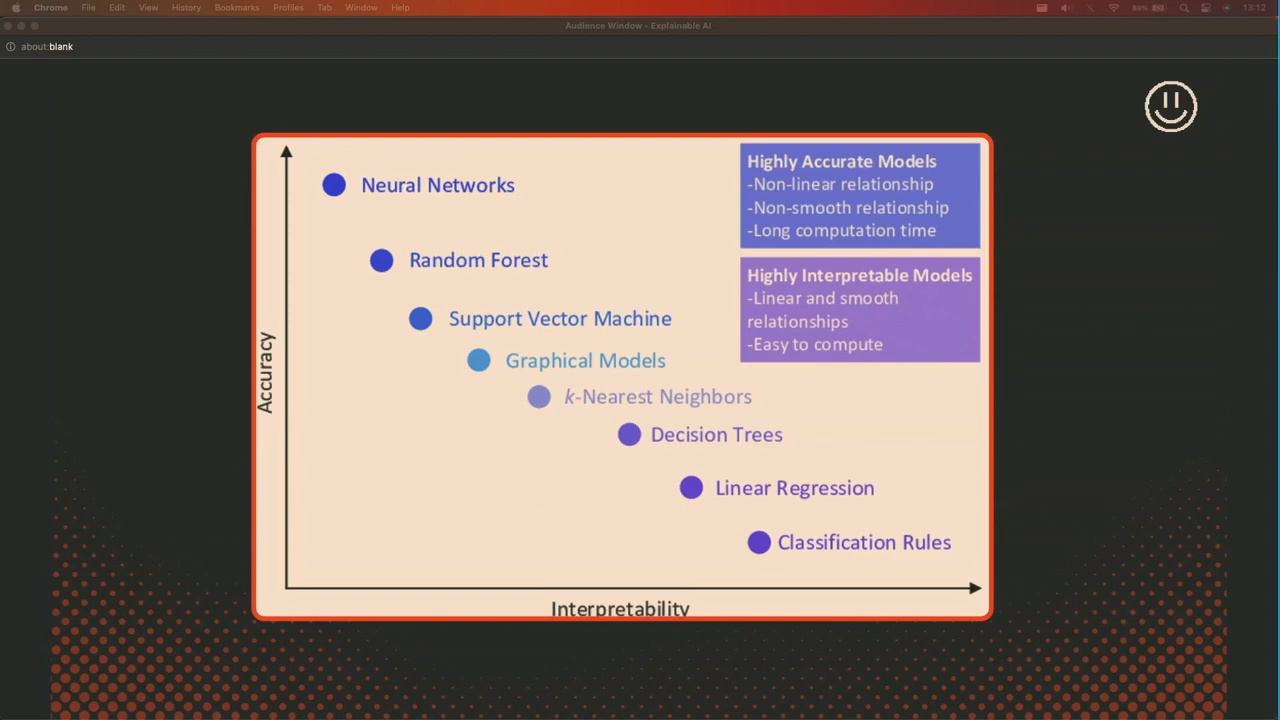 Chrome File Edit View History Bookmarks Profiles Tab Window Help 89% 13:12
Audience Window - Explainable AI
about:blank
Neural Networks
Random Forest
Support Vector Machine
Graphical Models
k-Nearest Neighbors
Decision Trees
Linear Regression
Classification Rules
Highly Accurate Models
-Non-linear relationship
-Non-smooth relationship
-Long computation time
Highly Interpretable Models
-Linear and smooth
relationships
-Easy to compute
Accuracy
Interpretability